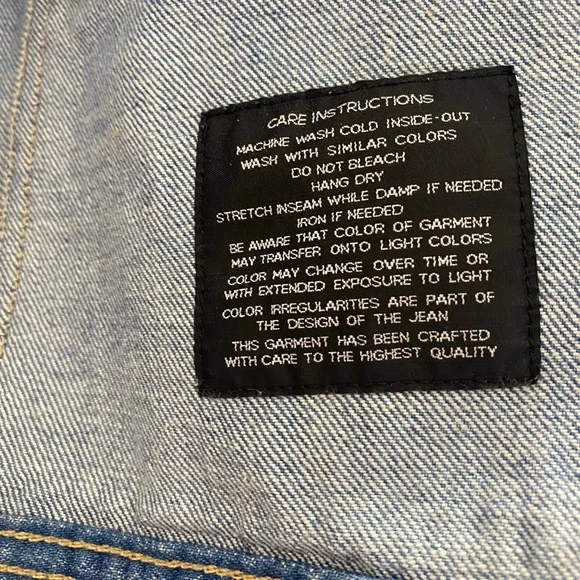 CARE INSTRUCTIONS
MACHINE WASH COLD INSIDE-OUT
WASH WITH SIMILAR COLORS
DO NOT BLEACH
HANG DRY
STRETCH INSEAM WHILE DAMP IF NEEDED
IRON IF NEEDED
BE AWARE THAT COLOR OF GARMENT
MAY TRANSFER ONTO LIGHT COLORS
COLOR MAY CHANGE OVER TIME OR
WITH EXTENDED EXPOSURE TO LIGHT
COLOR IRREGULARITIES ARE PART OF
THE DESIGN OF THE JEAN
THIS GARMENT HAS BEEN CRAFTED
WITH CARE TO THE HIGHEST QUALITY